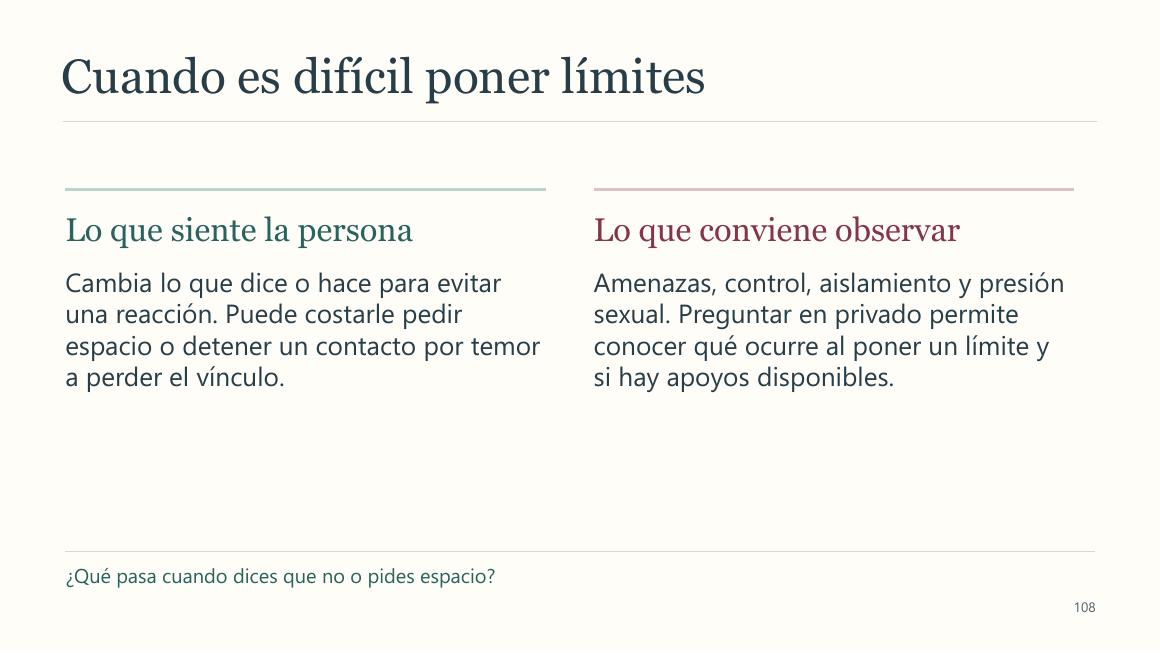 Cuando es difícil poner límites
Lo que siente la persona
Cambia lo que dice o hace para evitar
una reacción. Puede costarle pedir
espacio o detener un contacto por temor
a perder el vínculo.
Lo que conviene observar
Amenazas, control, aislamiento y presión
sexual. Preguntar en privado permite
conocer qué ocurre al poner un límite y
si hay apoyos disponibles.
¿Qué pasa cuando dices que no o pides espacio?
108